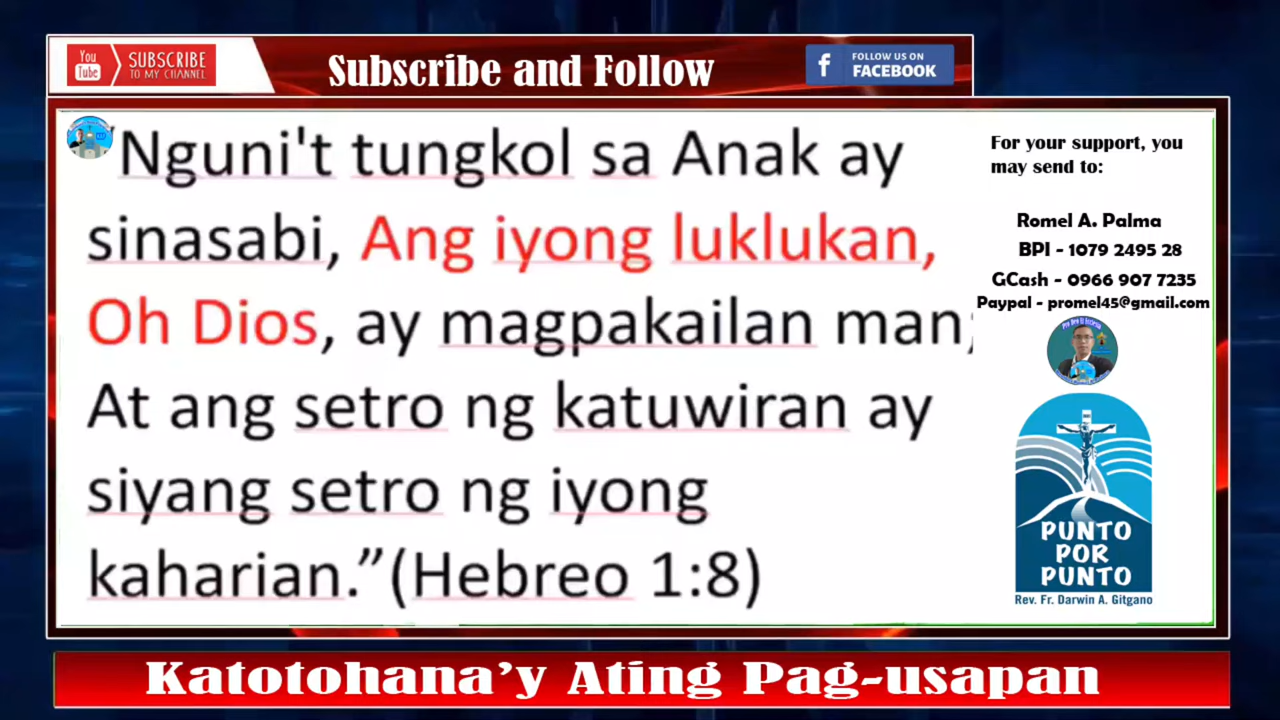 You Tube
SUBSCRIBE
TO MY CHANNEL
Subscribe and Follow
f
FOLLOW US ON
FACEBOOK
"Nguni't tungkol sa Anak ay
sinasabi, Ang iyong luklukan,
Oh Dios, ay magpakailan man;
At ang setro ng katuwiran ay
siyang setro ng iyong
kaharian.”(Hebreo 1:8)
For your support, you
may send to:
Romel A. Palma
BPI - 1079 2495 28
GCash - 0966 907 7235
Paypal - promel45@gmail.com
PUNTO
POR
PUNTO
Rev. Fr. Darwin A. Gitgano
Katotohana’y Ating Pag-usapan